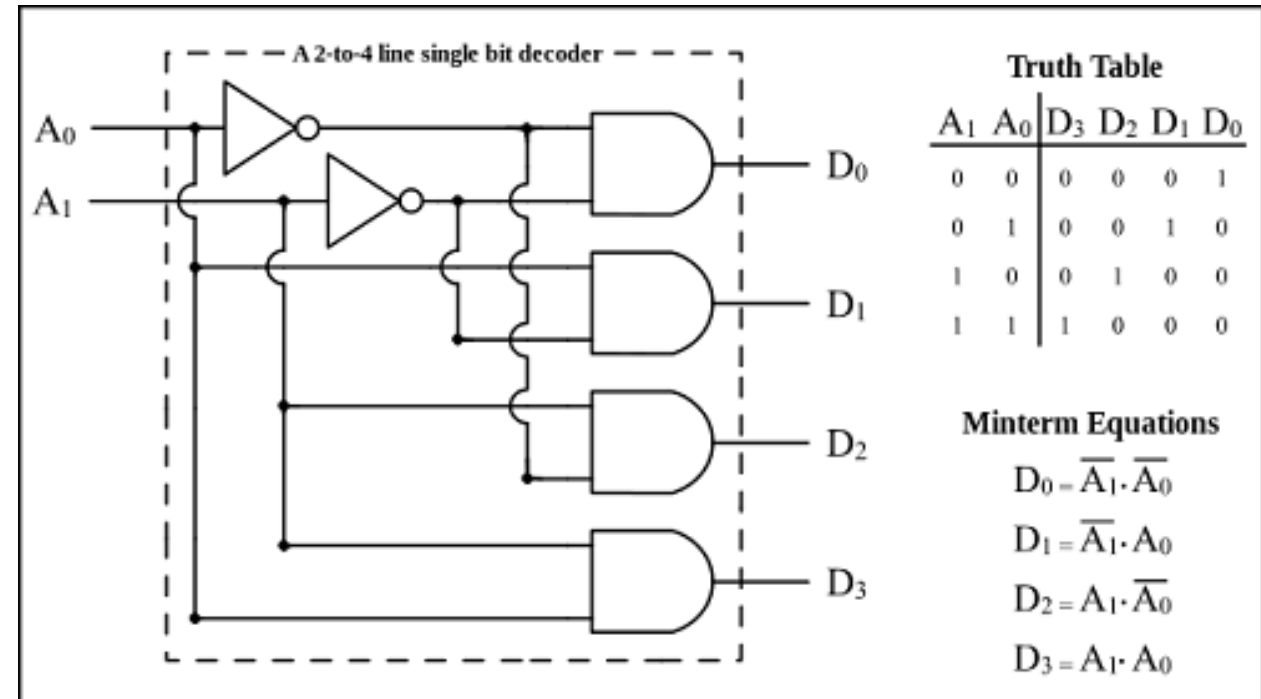 A 2-to-4 line single bit decoder
A₀
A₁
D₀
D₁
D₂
D₃
Truth Table
A₁ A₀ D₃ D₂ D₁ D₀
0 0 0 0 0 1
0 1 0 0 1 0
1 0 0 1 0 0
1 1 1 0 0 0
Minterm Equations
D₀ = A̅₁· A̅₀
D₁ = A̅₁· A₀
D₂ = A₁· A̅₀
D₃ = A₁· A₀